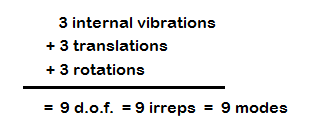 3 internal vibrations
+ 3 translations
+ 3 rotations
= 9 d.o.f. = 9 irreps = 9 modes